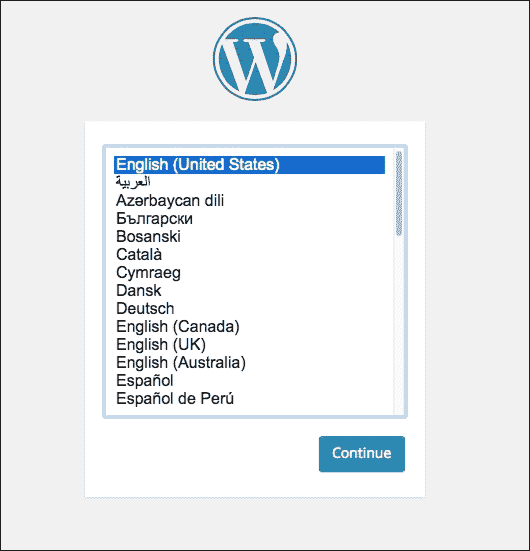 W
English (United States)
العربية
Azərbaycan dili
Български
Bosanski
Català
Cymraeg
Dansk
Deutsch
English (Canada)
English (UK)
English (Australia)
Español
Español de Perú
Continue